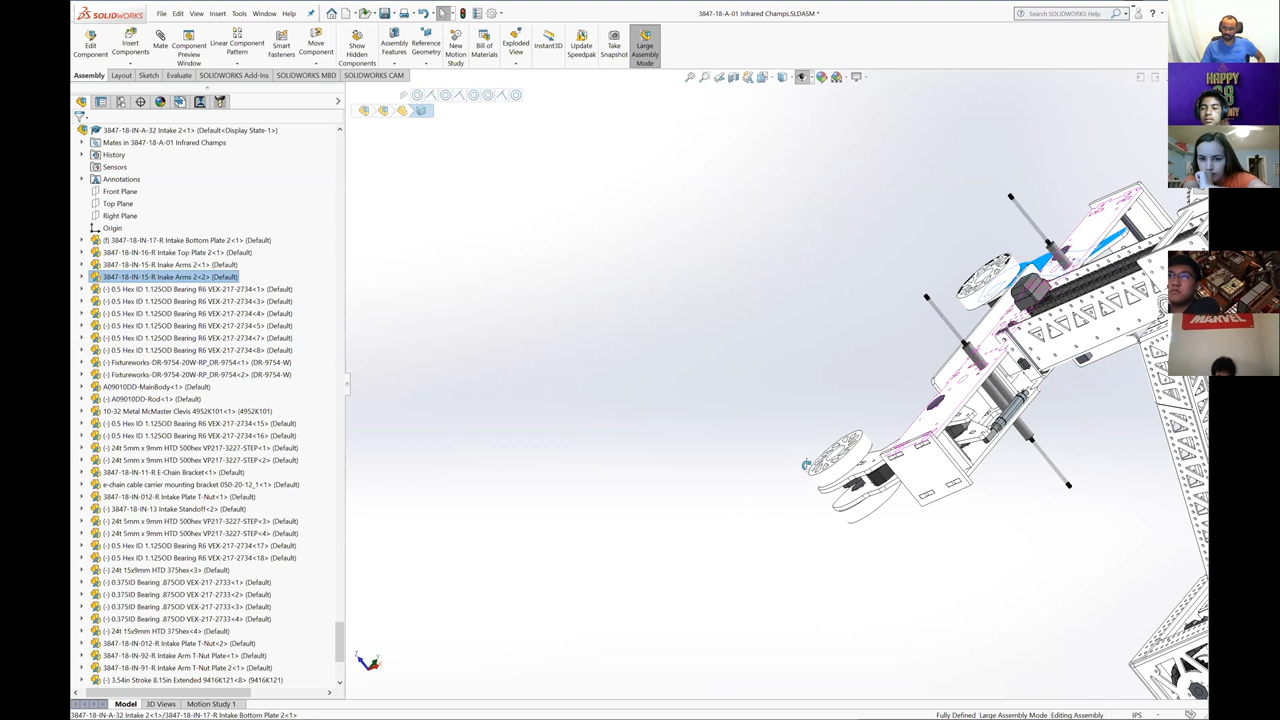 SOLIDWORKS File Edit View Insert Tools Window Help
3847-18-A-01 Infrared Champs.SLDASM *
Search SOLIDWORKS Help
?
Edit Component
Insert Components
Mate
Component Preview Window
Linear Component Pattern
Smart Fasteners
Move Component
Show Hidden Components
Assembly Features
Reference Geometry
New Motion Study
Bill of Materials
Exploded View
Instant3D
Update Speedpak
Take Snapshot
Large Assembly Mode
Assembly Layout Sketch Evaluate SOLIDWORKS Add-Ins SOLIDWORKS MBD SOLIDWORKS CAM
3847-18-IN-A-32 Intake 2<1> (Default<Display State-1>)
Mates in 3847-18-A-01 Infrared Champs
History
Sensors
Annotations
Front Plane
Top Plane
Right Plane
Origin
(f) 3847-18-IN-17-R Intake Bottom Plate 2<1> (Default)
3847-18-IN-16-R Intake Top Plate 2<1> (Default)
3847-18-IN-15-R Inake Arms 2<1> (Default)
3847-18-IN-15-R Inake Arms 2<2> (Default)
(-) 0.5 Hex ID 1.125OD Bearing R6 VEX-217-2734<1> (Default)
(-) 0.5 Hex ID 1.125OD Bearing R6 VEX-217-2734<3> (Default)
(-) 0.5 Hex ID 1.125OD Bearing R6 VEX-217-2734<4> (Default)
(-) 0.5 Hex ID 1.125OD Bearing R6 VEX-217-2734<5> (Default)
(-) 0.5 Hex ID 1.125OD Bearing R6 VEX-217-2734<7> (Default)
(-) 0.5 Hex ID 1.125OD Bearing R6 VEX-217-2734<8> (Default)
(-) Fixtureworks-DR-9754-20W-RP_DR-9754<1> (DR-9754-W)
(-) Fixtureworks-DR-9754-20W-RP_DR-9754<2> (DR-9754-W)
A09010DD-MainBody<1> (Default)
(-) A09010DD-Rod<1> (Default)
10-32 Metal McMaster Clevis 4952K101<1> (4952K101)
(-) 0.5 Hex ID 1.125OD Bearing R6 VEX-217-2734<15> (Default)
(-) 0.5 Hex ID 1.125OD Bearing R6 VEX-217-2734<16> (Default)
(-) 24t 5mm x 9mm HTD 500hex VP217-3227-STEP<1> (Default)
(-) 24t 5mm x 9mm HTD 500hex VP217-3227-STEP<2> (Default)
3847-18-IN-11-R E-Chain Bracket<1> (Default)
e-chain cable carrier mounting bracket 050-20-12_1<1> (Default)
3847-18-IN-012-R Intake Plate T-Nut<1> (Default)
(-) 3847-18-IN-13 Intake Standoff<2> (Default)
(-) 24t 5mm x 9mm HTD 500hex VP217-3227-STEP<3> (Default)
(-) 24t 5mm x 9mm HTD 500hex VP217-3227-STEP<4> (Default)
(-) 0.5 Hex ID 1.125OD Bearing R6 VEX-217-2734<17> (Default)
(-) 0.5 Hex ID 1.125OD Bearing R6 VEX-217-2734<18> (Default)
(-) 24t 15x9mm HTD 375hex<3> (Default)
(-) 0.375ID Bearing .875OD VEX-217-2733<1> (Default)
(-) 0.375ID Bearing .875OD VEX-217-2733<2> (Default)
(-) 0.375ID Bearing .875OD VEX-217-2733<3> (Default)
(-) 0.375ID Bearing .875OD VEX-217-2733<4> (Default)
(-) 24t 15x9mm HTD 375hex<4> (Default)
3847-18-IN-012-R Intake Plate T-Nut<2> (Default)
3847-18-IN-92-R Intake Arm T-Nut Plate<1> (Default)
3847-18-IN-91-R Intake Arm T-Nut Plate 2<1> (Default)
(-) 3.54in Stroke 8.15in Extended 9416K121<8> (9416K121)
Model 3D Views Motion Study 1
3847-18-IN-A-32 Intake 2<1>/3847-18-IN-17-R Intake Bottom Plate 2<1>
Fully Defined Large Assembly Mode Editing Assembly IPS
HAPPY
MARVEL